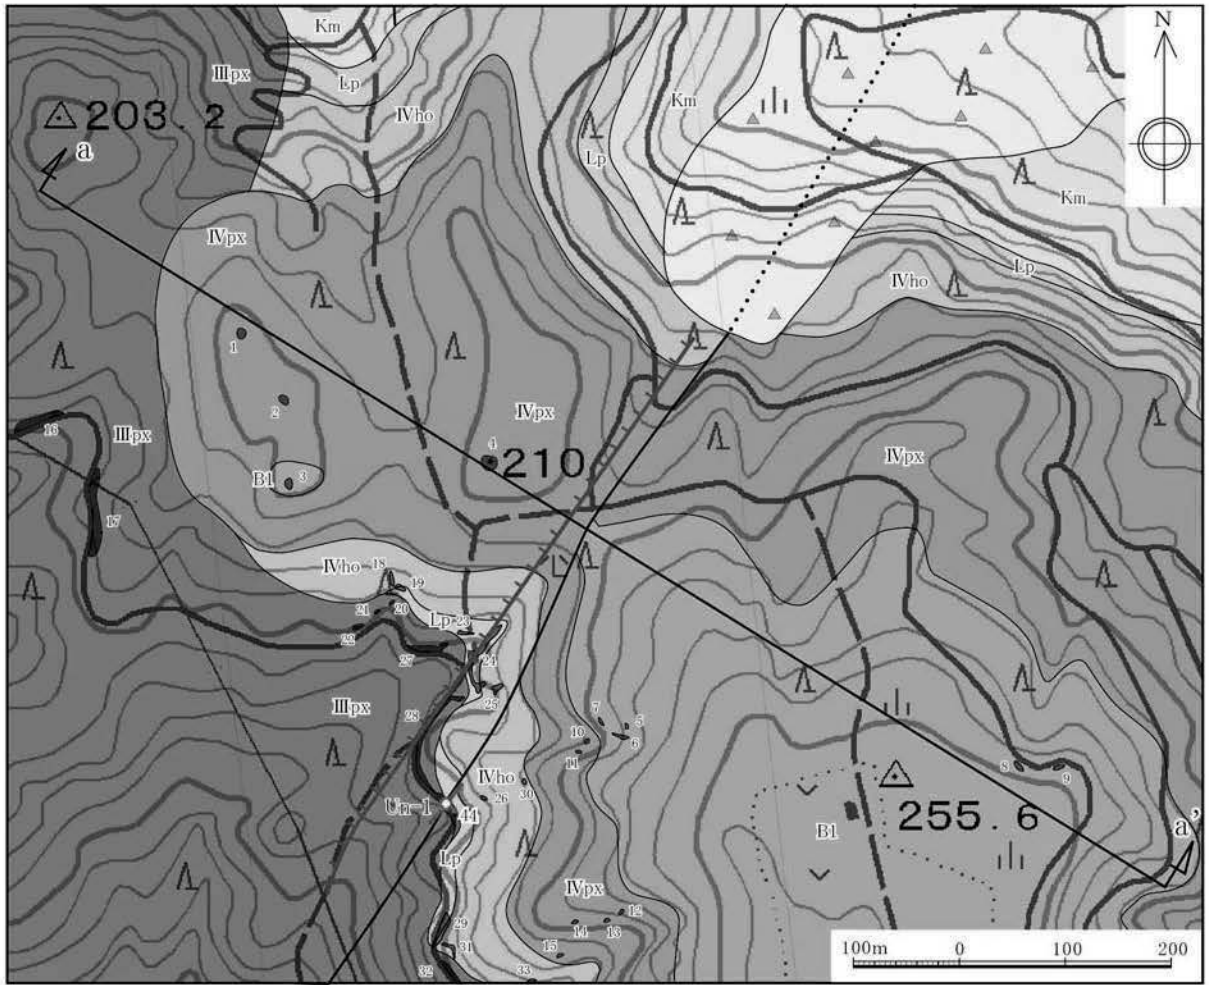 Km
N
IIIpx
Lp
IVho
Km
203.2
a
Lp
Km
IVpx
Lp
IVho
1
2
IVpx
4
210
16
IIIpx
B1
3
IVpx
17
IVho
18
19
20
21
Lp
23
22
27
24
25
IIIpx
28
7
5
6
10
11
8
9
IVho
30
26
Un-1
44
255.6
B1
a'
Lp
IVpx
12
13
14
29
31
15
32
33
100m 0 100 200